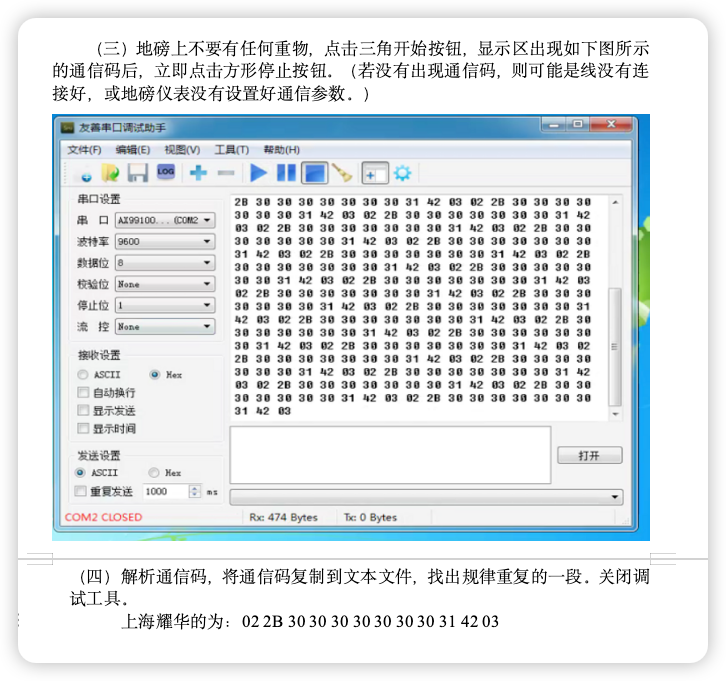 (三)地磅上不要有任何重物，点击三角开始按钮，显示区出现如下图所示
的通信码后，立即点击方形停止按钮。(若没有出现通信码，则可能是线没有连
接好，或地磅仪表没有设置好通信参数。)
友善串口调试助手
文件(F) 编辑(E) 视图(V) 工具(T) 帮助(H)
LOG
串口设置
串 口 AX99100... (COM2
波特率 9600
数据位 8
校验位 None
停止位 1
流 控 None
接收设置
ASCII Hex
自动换行
显示发送
显示时间
发送设置
ASCII Hex
重复发送 1000 ms
2B 30 30 30 30 30 30 30 31 42 03 02 2B 30 30 30 30
30 30 30 31 42 03 02 2B 30 30 30 30 30 30 30 31 42
03 02 2B 30 30 30 30 30 30 30 31 42 03 02 2B 30 30
30 30 30 30 30 31 42 03 02 2B 30 30 30 30 30 30 30
31 42 03 02 2B 30 30 30 30 30 30 30 31 42 03 02 2B
30 30 30 30 30 30 30 31 42 03 02 2B 30 30 30 30 30
30 30 31 42 03 02 2B 30 30 30 30 30 30 30 31 42 03
02 2B 30 30 30 30 30 30 30 31 42 03 02 2B 30 30 30
30 30 30 30 31 42 03 02 2B 30 30 30 30 30 30 30 31
42 03 02 2B 30 30 30 30 30 30 30 31 42 03 02 2B 30
30 30 30 30 30 30 31 42 03 02 2B 30 30 30 30 30 30
30 31 42 03 02 2B 30 30 30 30 30 30 30 31 42 03 02
2B 30 30 30 30 30 30 30 31 42 03 02 2B 30 30 30 30
30 30 30 31 42 03 02 2B 30 30 30 30 30 30 30 31 42
03 02 2B 30 30 30 30 30 30 30 31 42 03 02 2B 30 30
30 30 30 30 30 31 42 03 02 2B 30 30 30 30 30 30 30
31 42 03
打开
COM2 CLOSED Rx: 474 Bytes Tx: 0 Bytes
(四)解析通信码，将通信码复制到文本文件，找出规律重复的一段。关闭调
试工具。
上海耀华的为：02 2B 30 30 30 30 30 30 30 31 42 03